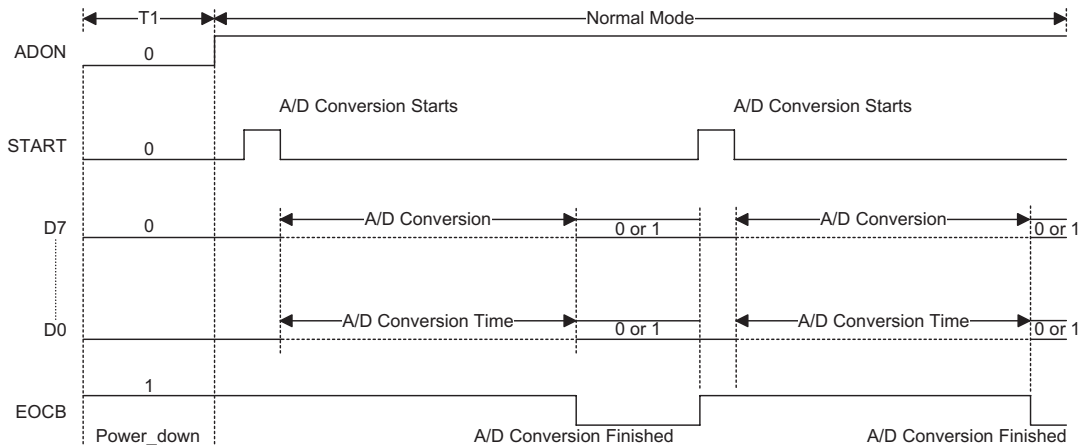 T1 Normal Mode
ADON 0
A/D Conversion Starts A/D Conversion Starts
START 0
D7 0 A/D Conversion 0 or 1 A/D Conversion 0 or 1
D0 A/D Conversion Time 0 or 1 A/D Conversion Time 0 or 1
1
EOCB
Power_down A/D Conversion Finished A/D Conversion Finished